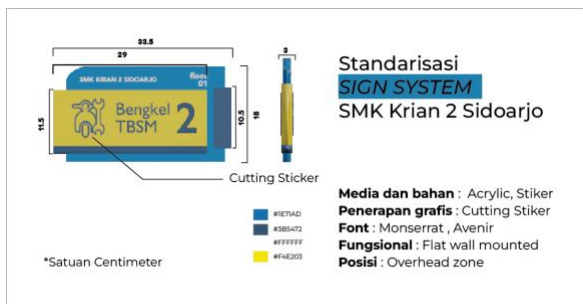 33.5
29
3
SMK KRIAN 2 SIDOARJO
floor
01
Bengkel
TBSM
2
11.5
10.5
18
Cutting Sticker
#1E71AD
#3B5472
#FFFFFF
#F4E203
*Satuan Centimeter
Standarisasi
SIGN SYSTEM
SMK Krian 2 Sidoarjo
Media dan bahan : Acrylic, Stiker
Penerapan grafis : Cutting Stiker
Font : Monserrat , Avenir
Fungsional : Flat wall mounted
Posisi : Overhead zone